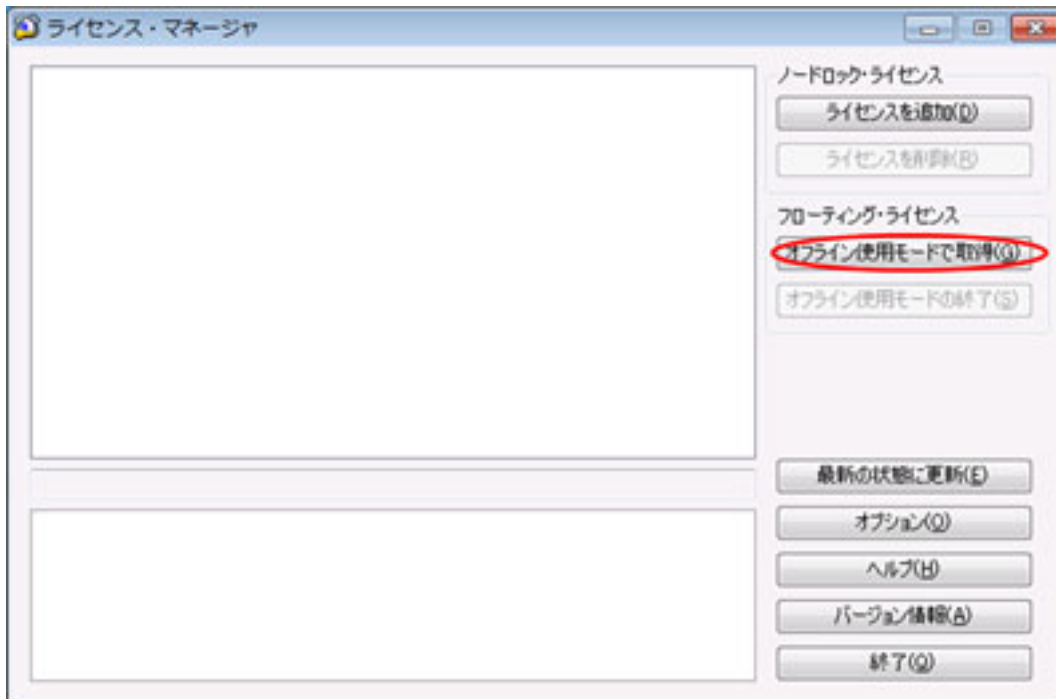 ライセンス・マネージャ
ノードロック・ライセンス
ライセンスを追加(D)
ライセンスを削除(R)
フローティング・ライセンス
オフライン使用モードで取得(G)
オフライン使用モードの終了(S)
最新の状態に更新(E)
オプション(O)
ヘルプ(H)
バージョン情報(A)
終了(Q)